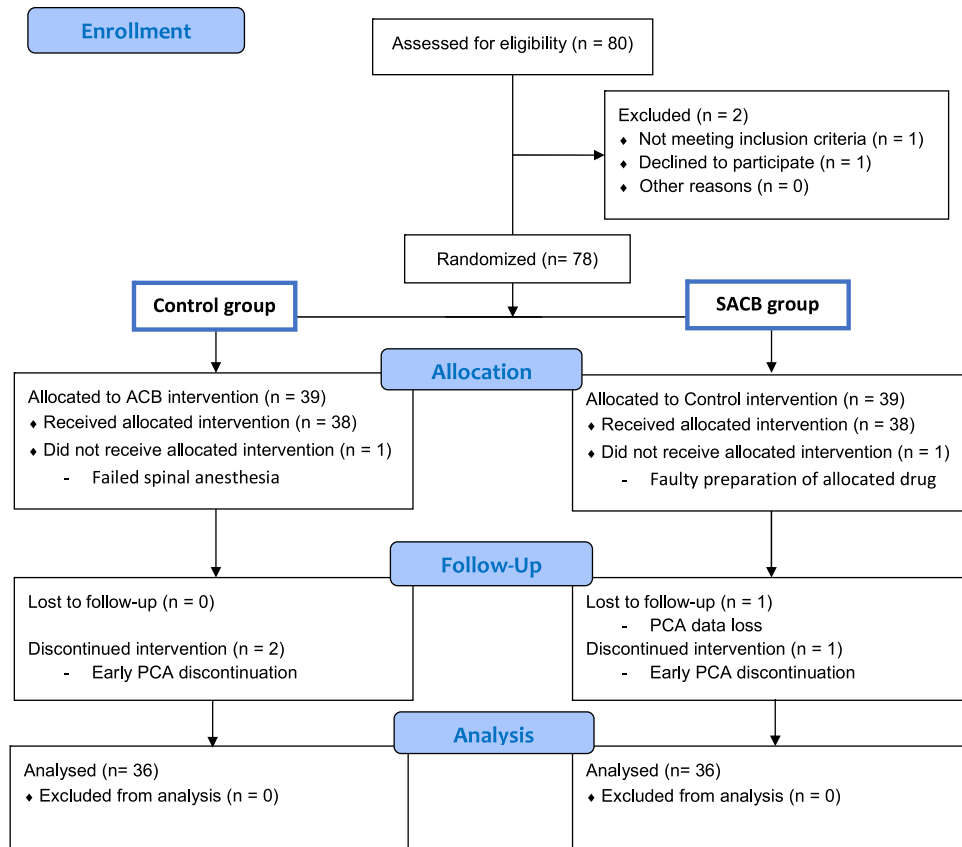 Enrollment
Assessed for eligibility (n = 80)
Excluded (n = 2)
♦ Not meeting inclusion criteria (n = 1)
♦ Declined to participate (n = 1)
♦ Other reasons (n = 0)
Randomized (n= 78)
Control group
SACB group
Allocation
Allocated to ACB intervention (n = 39)
♦ Received allocated intervention (n = 38)
♦ Did not receive allocated intervention (n = 1)
- Failed spinal anesthesia
Allocated to Control intervention (n = 39)
♦ Received allocated intervention (n = 38)
♦ Did not receive allocated intervention (n = 1)
- Faulty preparation of allocated drug
Follow-Up
Lost to follow-up (n = 0)
Discontinued intervention (n = 2)
- Early PCA discontinuation
Lost to follow-up (n = 1)
- PCA data loss
Discontinued intervention (n = 1)
- Early PCA discontinuation
Analysis
Analysed (n= 36)
♦ Excluded from analysis (n = 0)
Analysed (n= 36)
♦ Excluded from analysis (n = 0)